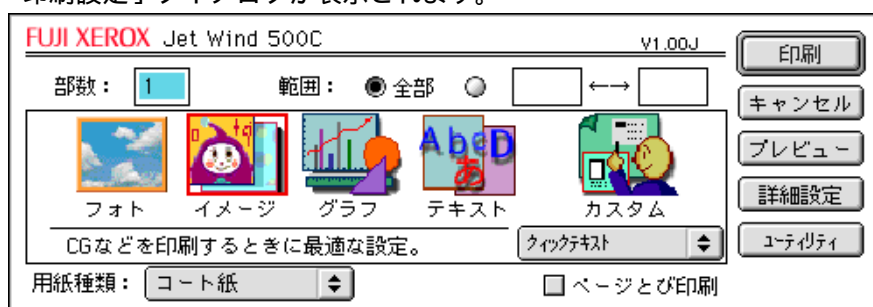 印刷設定」ダイアログが表示されます。
FUJI XEROX Jet Wind 500C V1.00J
印刷
部数: 1 範囲: 全部 ←→
キャンセル
プレビュー
AbcD
あ
フォト イメージ グラフ テキスト カスタム
詳細設定
CGなどを印刷するときに最適な設定。 クィックテキスト
ユーティリティ
用紙種類: コート紙 ページとび印刷